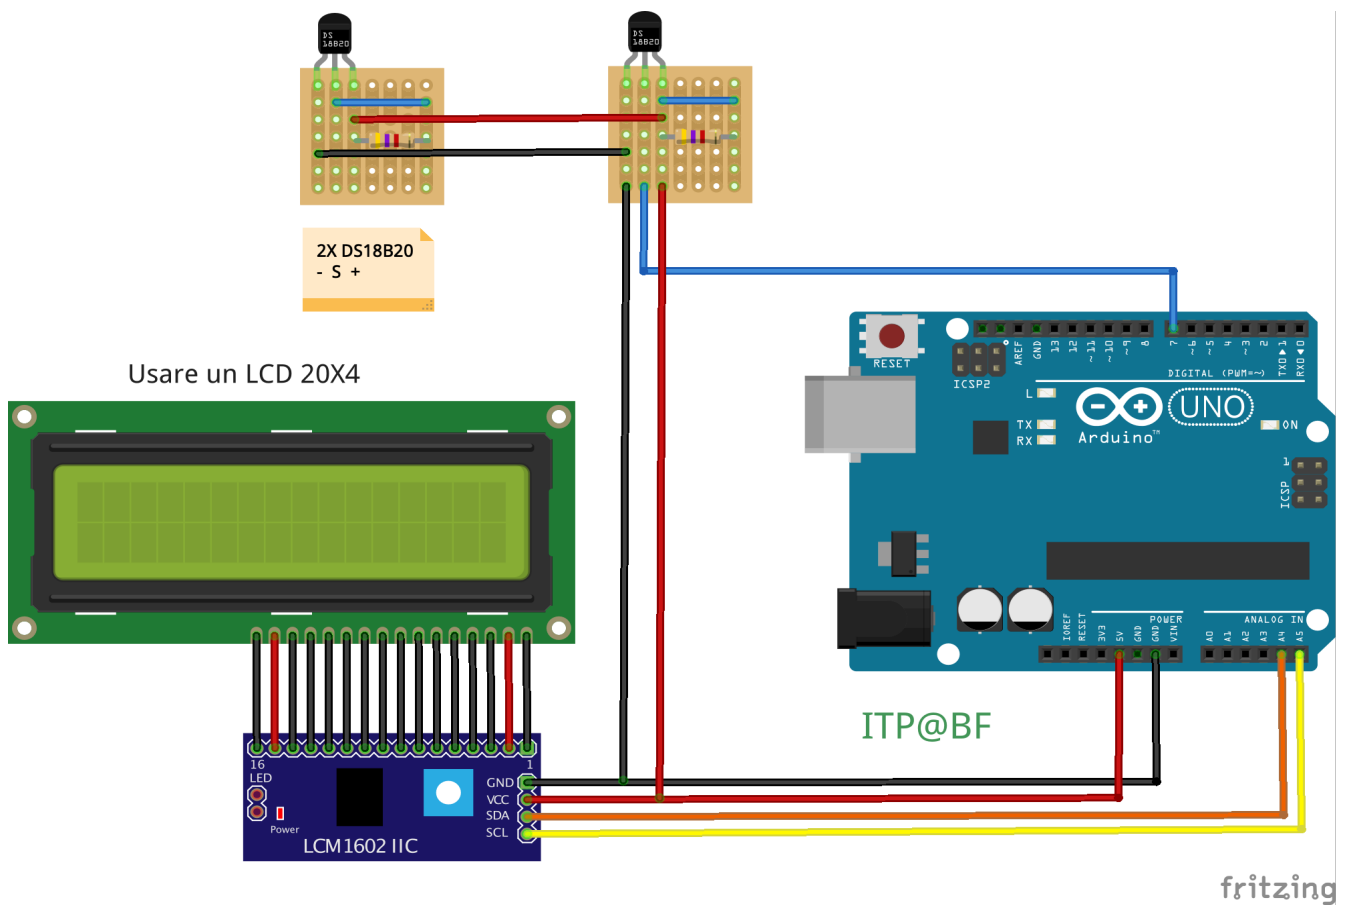 DS
18B20
DS
18B20
2X DS18B20
- S +
Usare un LCD 20X4
RESET
ICSP2
AREF
GND
13
12
~11
~10
~9
8
7
~6
~5
4
~3
2
TX0▶1
RX0◀0
DIGITAL (PWM=~)
L
TX
RX
UNO
Arduino™
ON
1
ICSP
IOREF
RESET
3V3
5V
GND
GND
VIN
POWER
ANALOG IN
A0
A1
A2
A3
A4
A5
ITP@BF
16
1
LED
Power
GND
VCC
SDA
SCL
LCM1602 IIC
fritzing